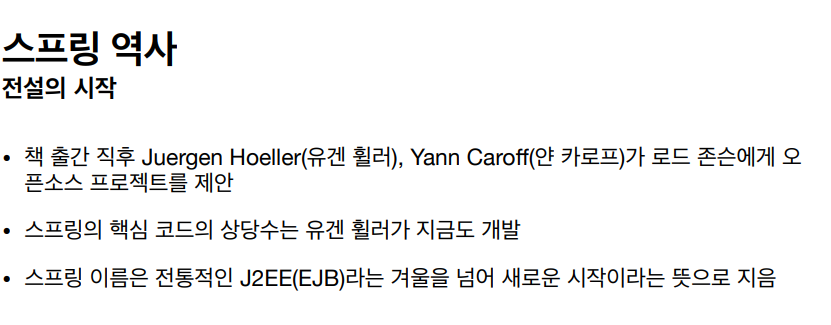 스프링 역사
전설의 시작
• 책 출간 직후 Juergen Hoeller(유겐 휠러), Yann Caroff(얀 카로프)가 로드 존슨에게 오
픈소스 프로젝트를 제안
• 스프링의 핵심 코드의 상당수는 유겐 휠러가 지금도 개발
• 스프링 이름은 전통적인 J2EE(EJB)라는 겨울을 넘어 새로운 시작이라는 뜻으로 지음